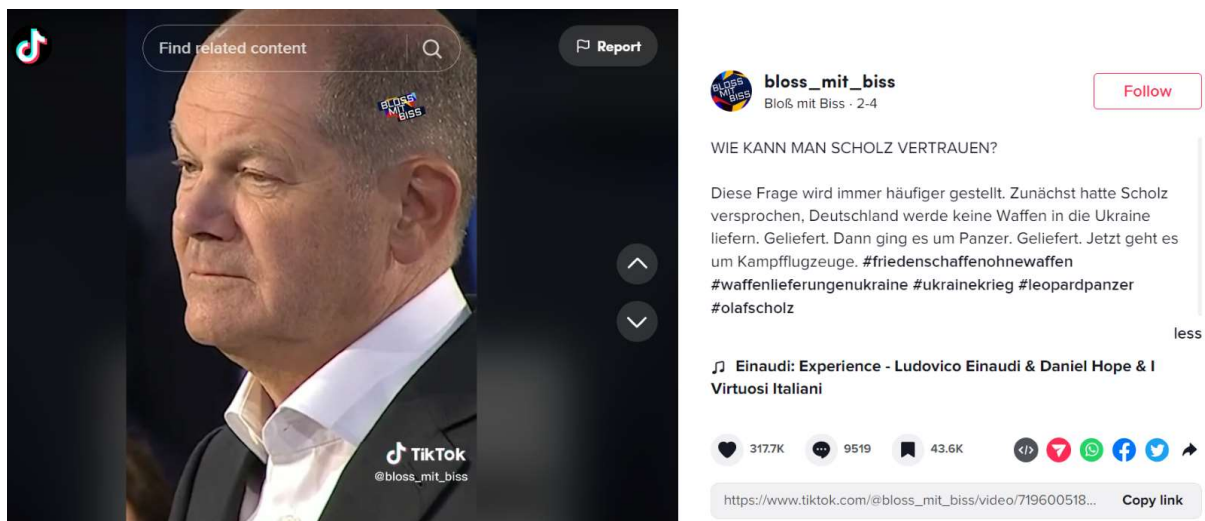 Find related content
Report
BLOSS
MIT
BISS
TikTok
@bloss_mit_biss
BLOSS
MIT
BISS
bloss_mit_biss
Bloß mit Biss · 2-4
Follow
WIE KANN MAN SCHOLZ VERTRAUEN?
Diese Frage wird immer häufiger gestellt. Zunächst hatte Scholz
versprochen, Deutschland werde keine Waffen in die Ukraine
liefern. Geliefert. Dann ging es um Panzer. Geliefert. Jetzt geht es
um Kampfflugzeuge. #friedenschaffenohnewaffen
#waffenlieferungenukraine #ukrainekrieg #leopardpanzer
#olafscholz
less
Einaudi: Experience - Ludovico Einaudi & Daniel Hope & I
Virtuosi Italiani
317.7K 9519 43.6K
https://www.tiktok.com/@bloss_mit_biss/video/719600518... Copy link